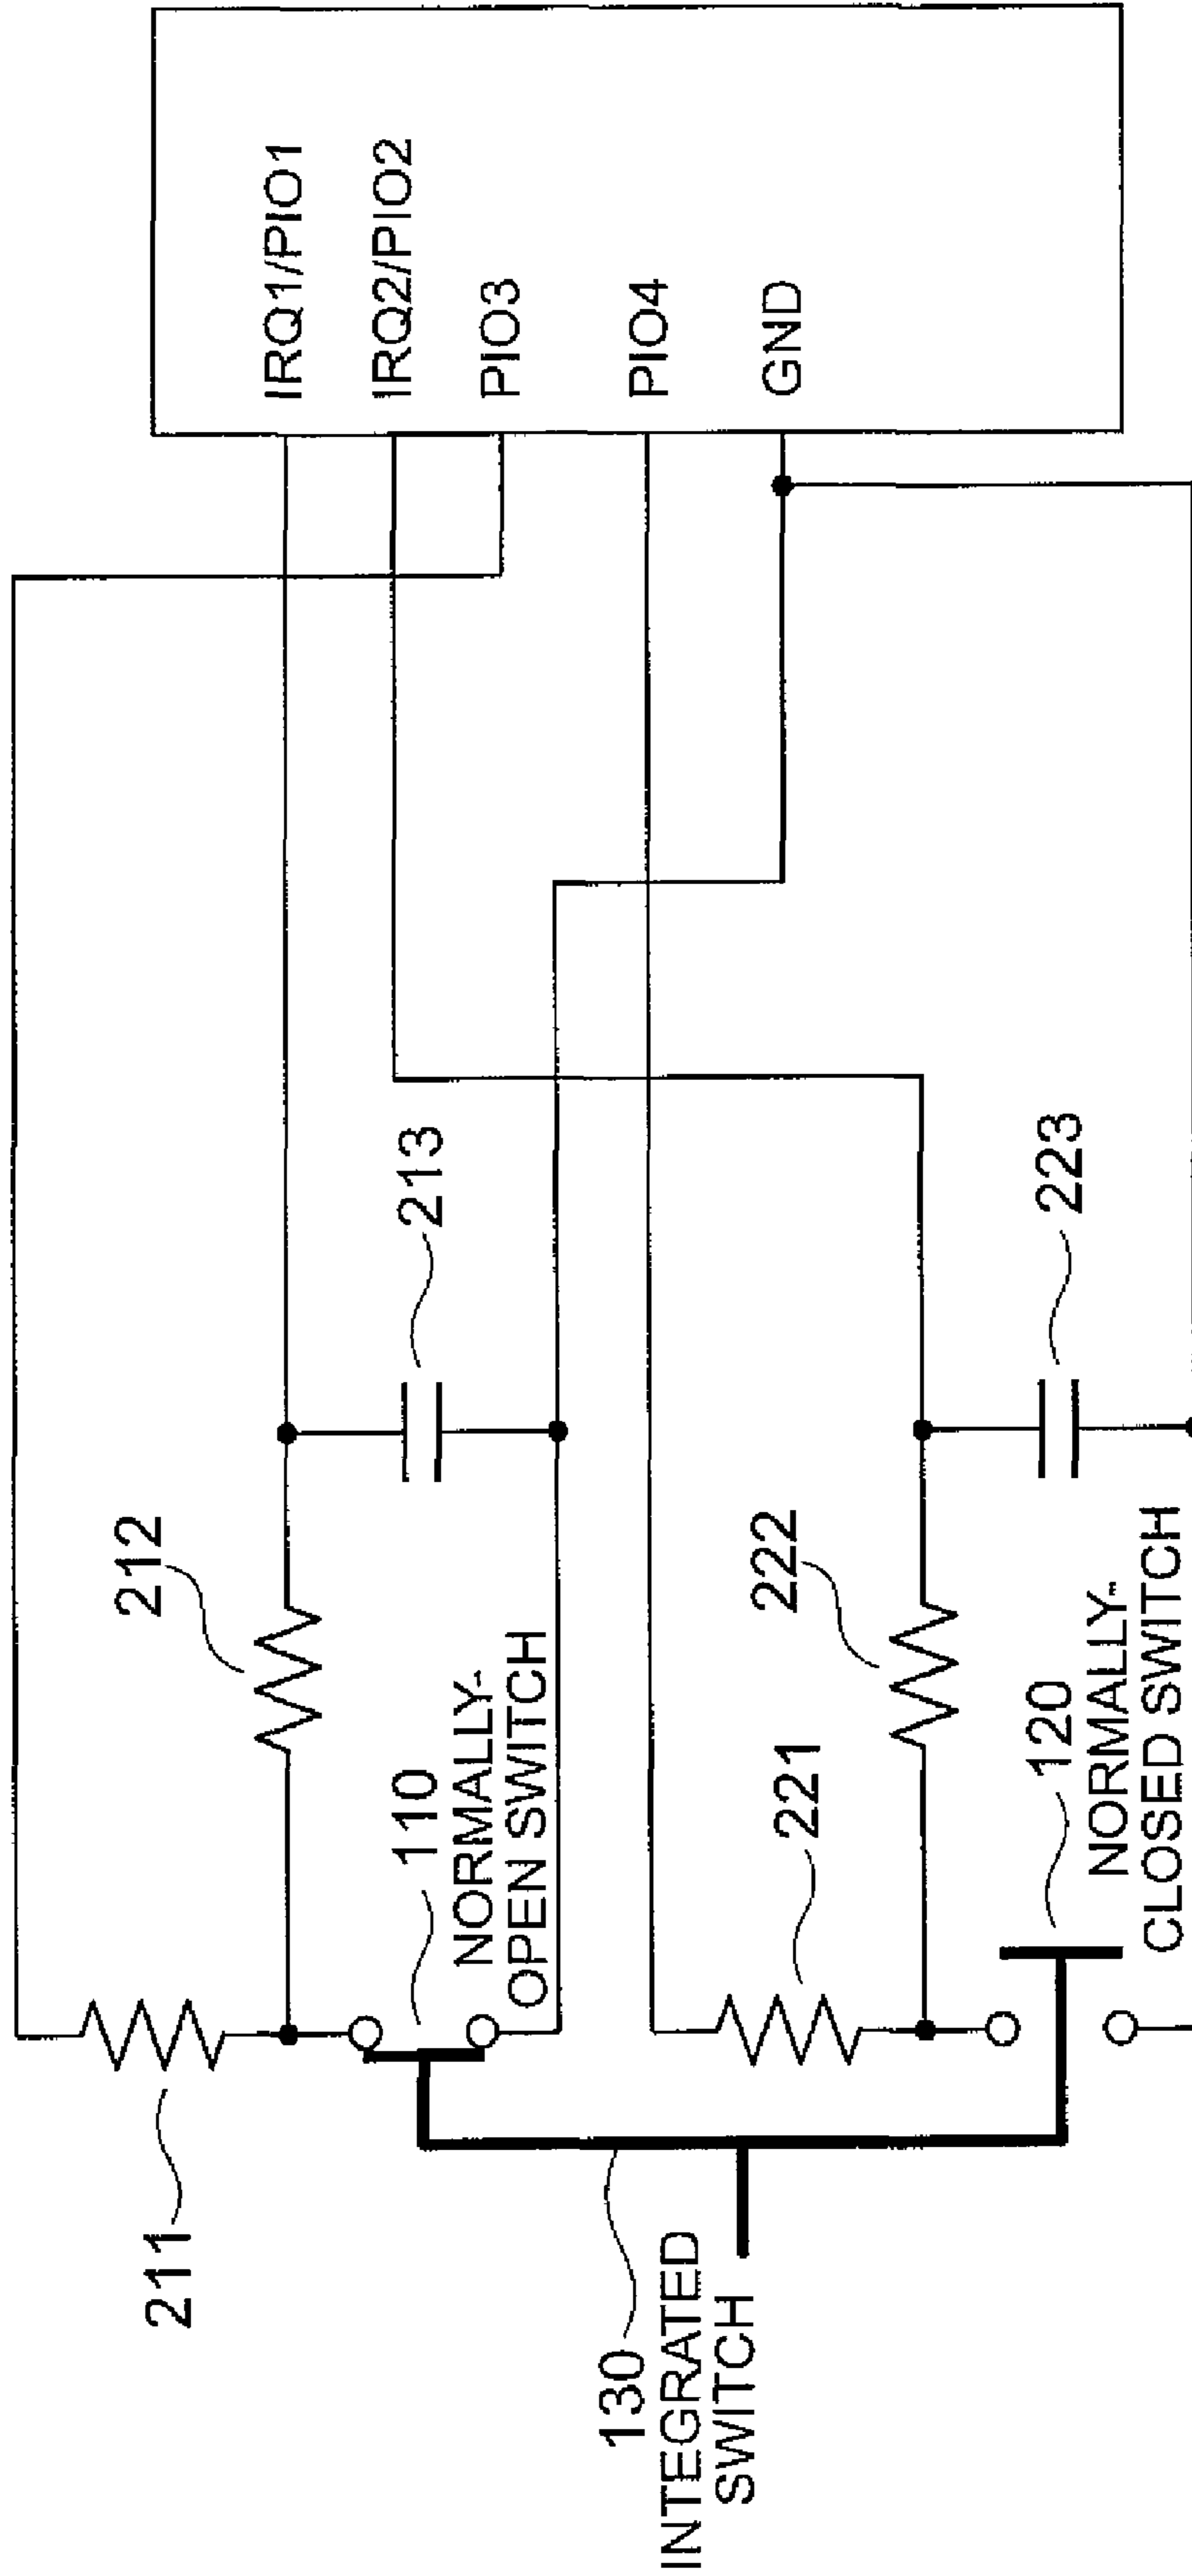 211
212
110
NORMALLY-
OPEN SWITCH
213
IRQ1/PIO1
IRQ2/PIO2
PIO3
PIO4
GND
130
INTEGRATED
SWITCH
221
222
120
NORMALLY-
CLOSED SWITCH
223